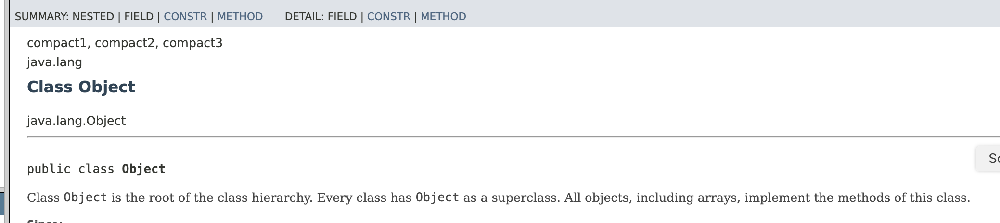 SUMMARY: NESTED | FIELD | CONSTR | METHOD DETAIL: FIELD | CONSTR | METHOD
compact1, compact2, compact3
java.lang
Class Object
java.lang.Object
public class Object
Class Object is the root of the class hierarchy. Every class has Object as a superclass. All objects, including arrays, implement the methods of this class.
Since: